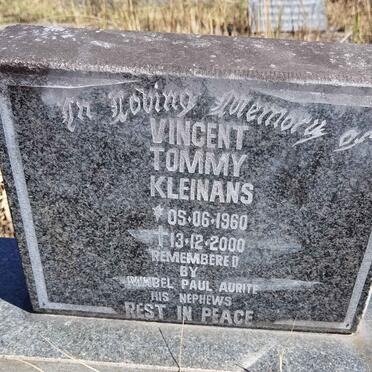 In Loving Memory of
VINCENT
TOMMY
KLEINANS
* 05·06·1960
† 13·12·2000
REMEMBERED
BY
PAUL AURITE
HIS NEPHEWS
REST IN PEACE